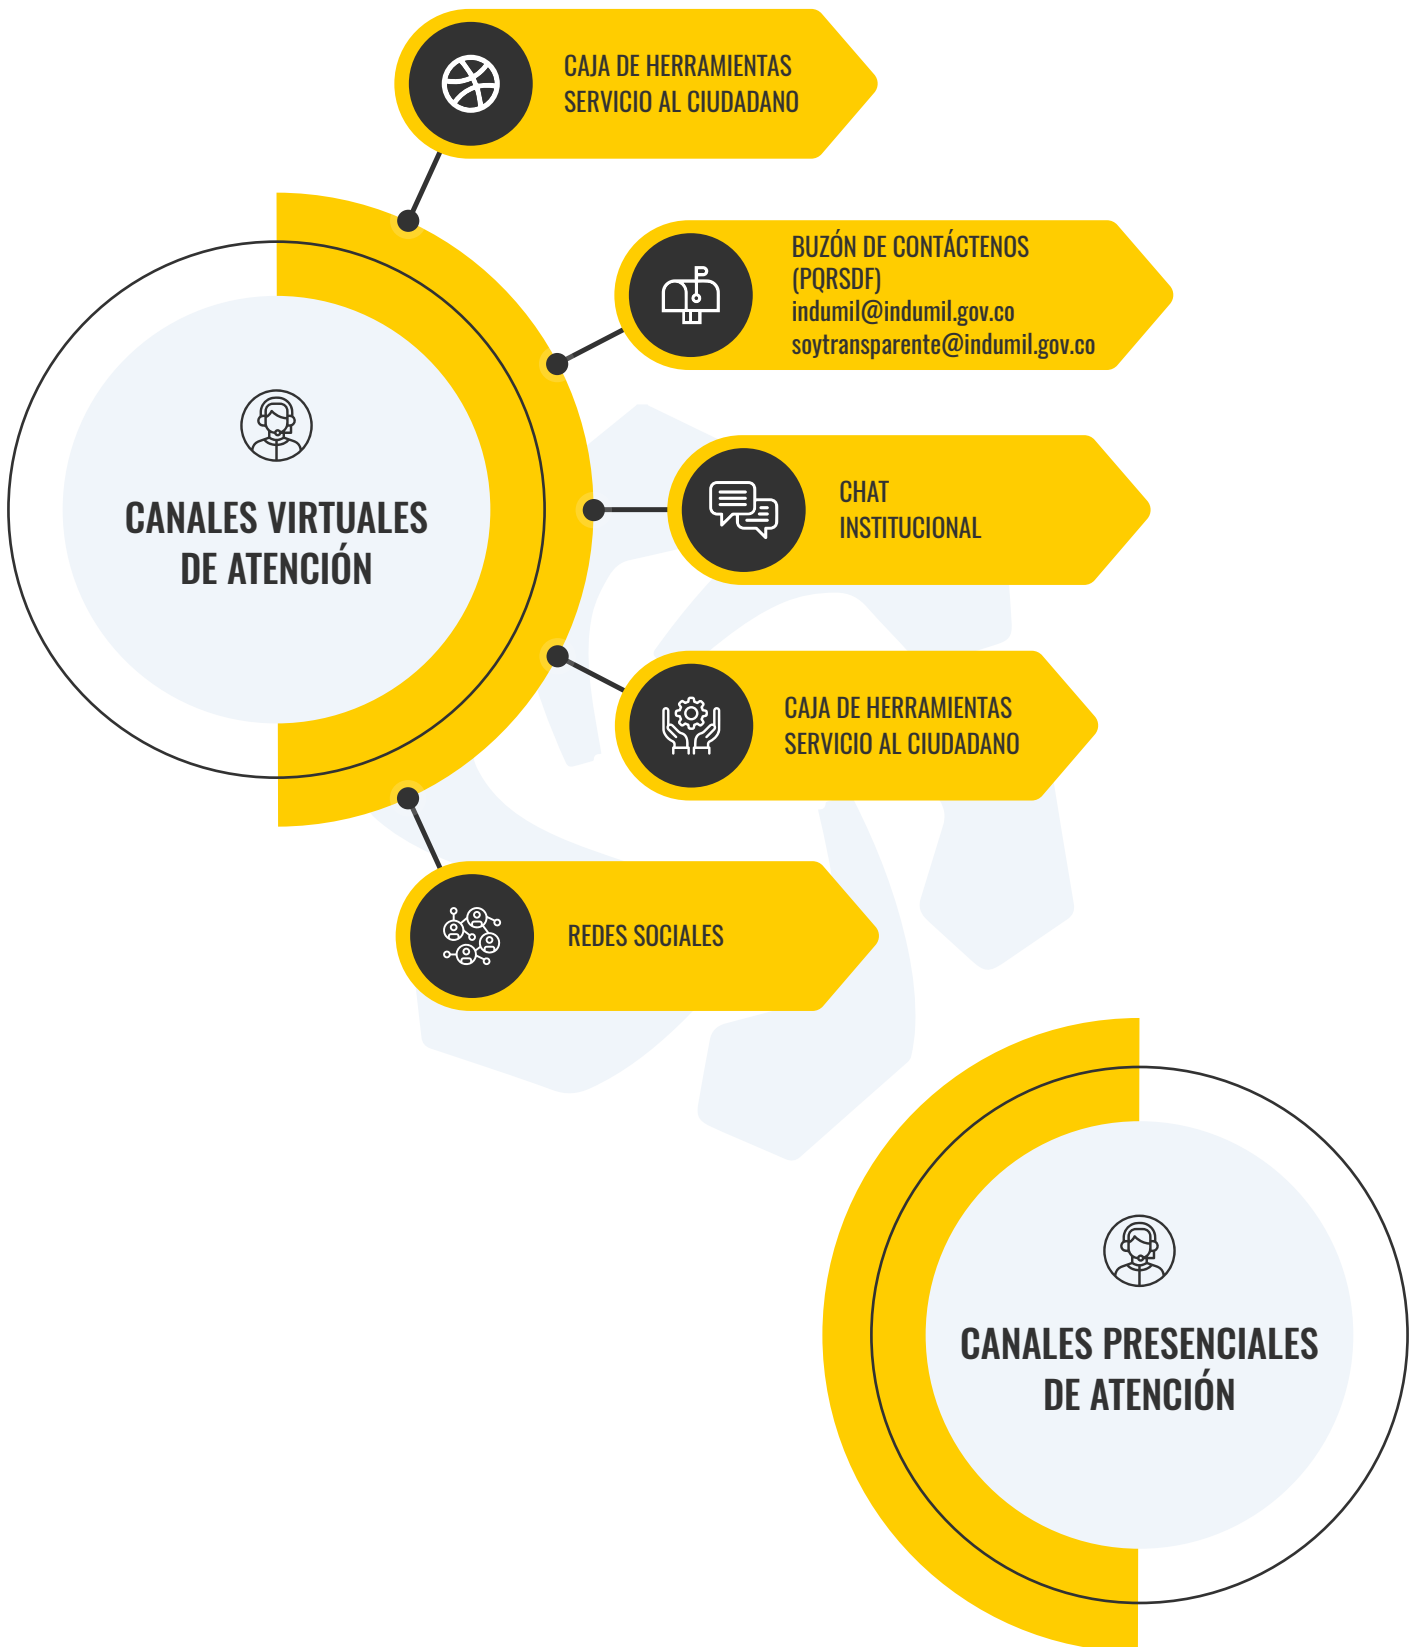 CAJA DE HERRAMIENTAS
SERVICIO AL CIUDADANO
BUZÓN DE CONTÁCTENOS
(PQRSDF)
indumil@indumil.gov.co
soytransparente@indumil.gov.co
CANALES VIRTUALES
DE ATENCIÓN
CHAT
INSTITUCIONAL
CAJA DE HERRAMIENTAS
SERVICIO AL CIUDADANO
REDES SOCIALES
CANALES PRESENCIALES
DE ATENCIÓN